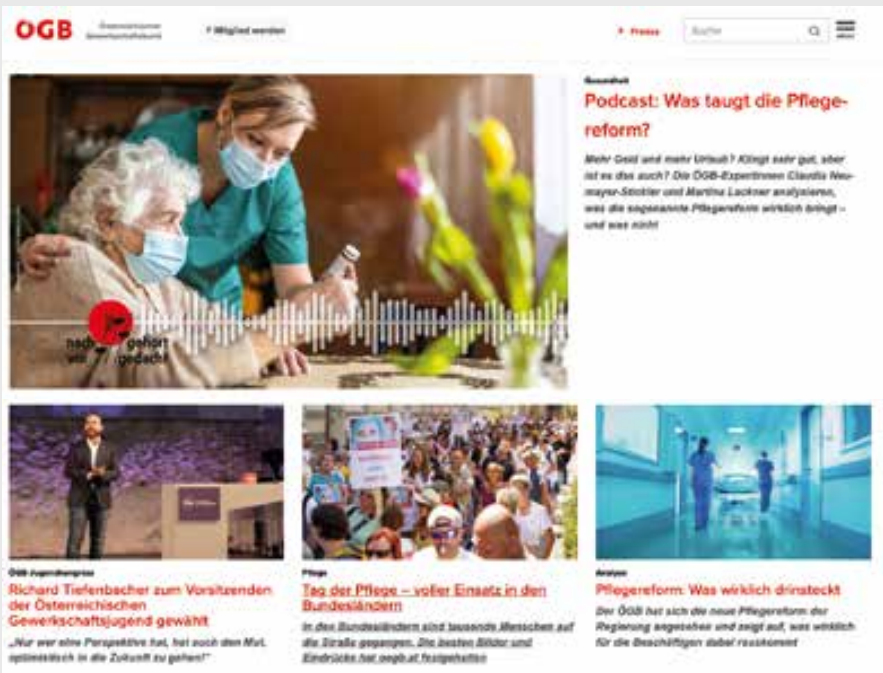 ÖGB
Österreichischer
Gewerkschaftsbund
Mitglied werden
Presse
Suche
Gesundheit
Podcast: Was taugt die Pflege-
reform?
Mehr Geld und mehr Urlaub? Klingt sehr gut, aber
ist es das auch? Die ÖGB-Expertinnen Claudia Neu-
mayer-Stickler und Martina Lackner analysieren,
was die sogenannte Pflegereform wirklich bringt –
und was nicht
nach gehört
vor gedacht
ÖGB-Jugendkongress
Richard Tiefenbacher zum Vorsitzenden
der Österreichischen
Gewerkschaftsjugend gewählt
„Nur wer eine Perspektive hat, hat auch den Mut,
optimistisch in die Zukunft zu gehen!“
Pflege
Tag der Pflege – voller Einsatz in den
Bundesländern
In den Bundesländern sind tausende Menschen auf
die Straße gegangen. Die besten Bilder und
Eindrücke hat oegb.at festgehalten
Analyse
Pflegereform: Was wirklich drinsteckt
Der ÖGB hat sich die neue Pflegereform der
Regierung angesehen und zeigt auf, was wirklich
für die Beschäftigten dabei rauskommt